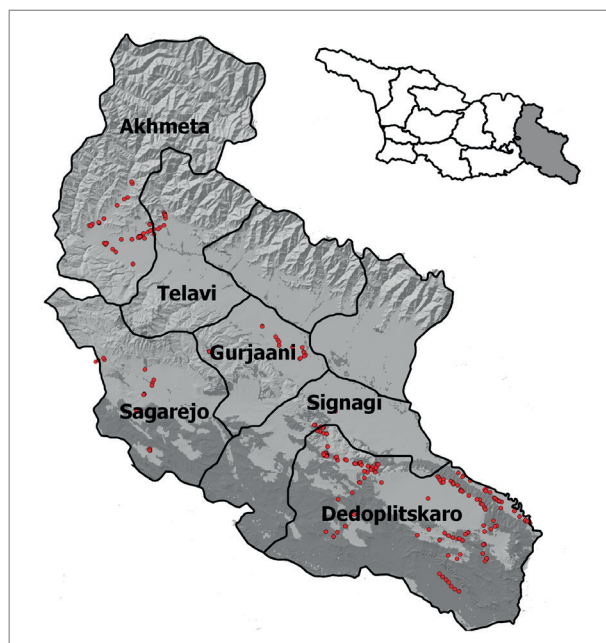 Akhmeta
Telavi
Gurjaani
Sagarejo
Signagi
Dedoplitskaro